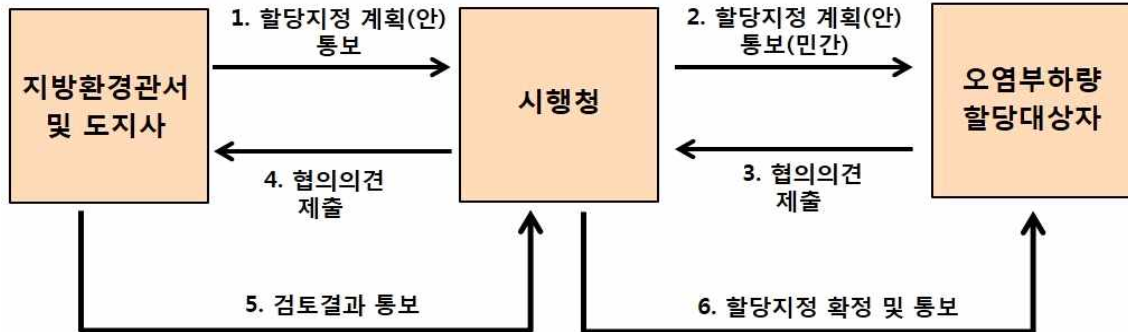 1. 할당지정 계획(안)
통보
2. 할당지정 계획(안)
통보(민간)
지방환경관서
및 도지사
시행청
오염부하량
할당대상자
4. 협의의견
제출
3. 협의의견
제출
5. 검토결과 통보
6. 할당지정 확정 및 통보